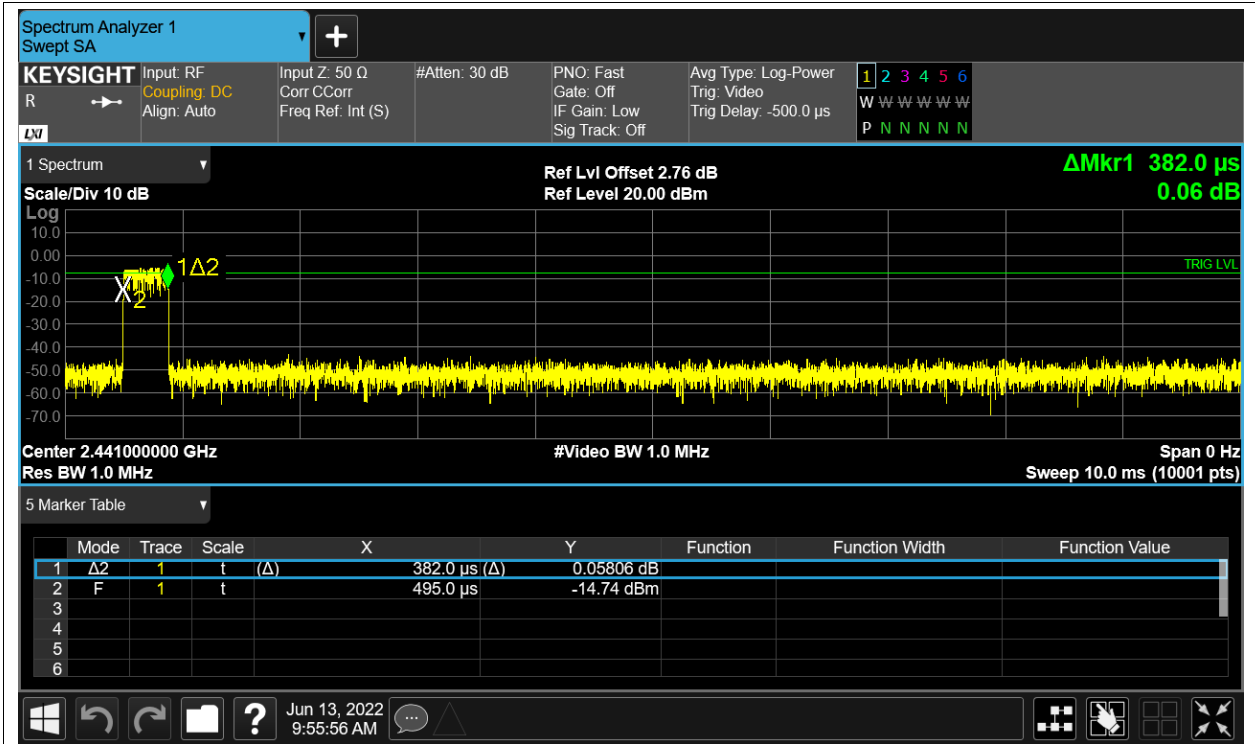 Spectrum Analyzer 1
Swept SA
KEYSIGHT Input: RF Input Z: 50 Ω #Atten: 30 dB PNO: Fast Avg Type: Log-Power 1 2 3 4 5 6
R Coupling: DC Corr CCorr Gate: Off Trig: Video W W W W W W
Align: Auto Freq Ref: Int (S) IF Gain: Low Trig Delay: -500.0 µs
LXI Sig Track: Off P N N N N N
1 Spectrum Ref Lvl Offset 2.76 dB ΔMkr1 382.0 µs
Scale/Div 10 dB Ref Level 20.00 dBm 0.06 dB
Log
10.0
0.00
1Δ2 TRIG LVL
-10.0
X2
-20.0
-30.0
-40.0
-50.0
-60.0
-70.0
Center 2.441000000 GHz #Video BW 1.0 MHz Span 0 Hz
Res BW 1.0 MHz Sweep 10.0 ms (10001 pts)
5 Marker Table
Mode Trace Scale X Y Function Function Width Function Value
1 Δ2 1 t (Δ) 382.0 µs (Δ) 0.05806 dB
2 F 1 t 495.0 µs -14.74 dBm
3
4
5
6
? Jun 13, 2022
9:55:56 AM